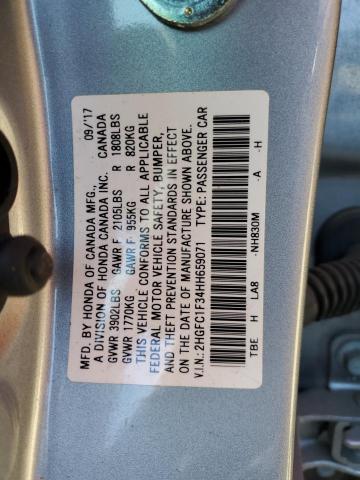 MFD. BY HONDA OF CANADA MFG., 09/'17
A DIVISION OF HONDA CANADA INC. CANADA
GVWR 3902LBS GAWR F 2105LBS R 1808LBS
GVWR 1770KG GAWR F 955KG R 820KG
THIS VEHICLE CONFORMS TO ALL APPLICABLE
FEDERAL MOTOR VEHICLE SAFETY, BUMPER,
AND THEFT PREVENTION STANDARDS IN EFFECT
ON THE DATE OF MANUFACTURE SHOWN ABOVE.
V.I.N.: 2HGFC1F34HH659071 TYPE: PASSENGER CAR
TBE H LA8 -NH830M -A -H